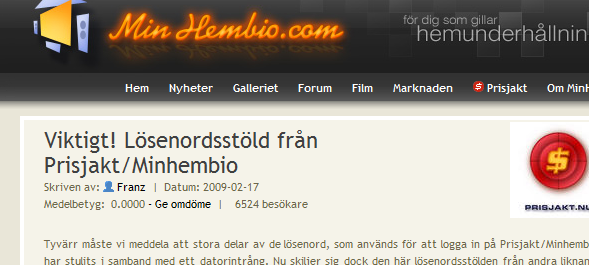 Min Hembio.com
för dig som gillar
hemunderhållnin
Hem Nyheter Galleriet Forum Film Marknaden Prisjakt Om MinH
Viktigt! Lösenordsstöld från
Prisjakt/Minhembio
Skriven av: Franz | Datum: 2009-02-17
Medelbetyg: 0.0000 - Ge omdöme | 6524 besökare
PRISJAKT.NU
Tyvärr måste vi meddela att stora delar av de lösenord, som används för att logga in på Prisjakt/Minhemb
har stulits i samband med ett datorintrång. Nu skiljer sig dock den här lösenordsstölden från andra liknan